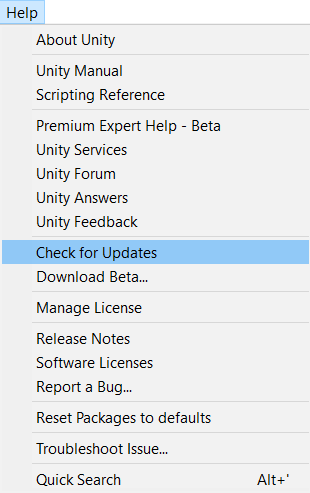 Help
About Unity
Unity Manual
Scripting Reference
Premium Expert Help - Beta
Unity Services
Unity Forum
Unity Answers
Unity Feedback
Check for Updates
Download Beta...
Manage License
Release Notes
Software Licenses
Report a Bug...
Reset Packages to defaults
Troubleshoot Issue...
Quick Search Alt+'